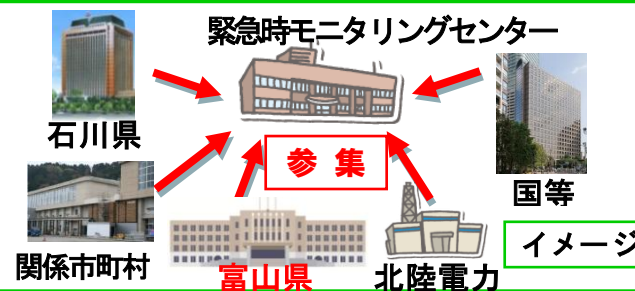 緊急時モニタリングセンター
石川県
参集
国等
関係市町村
富山県
北陸電力
イメージ